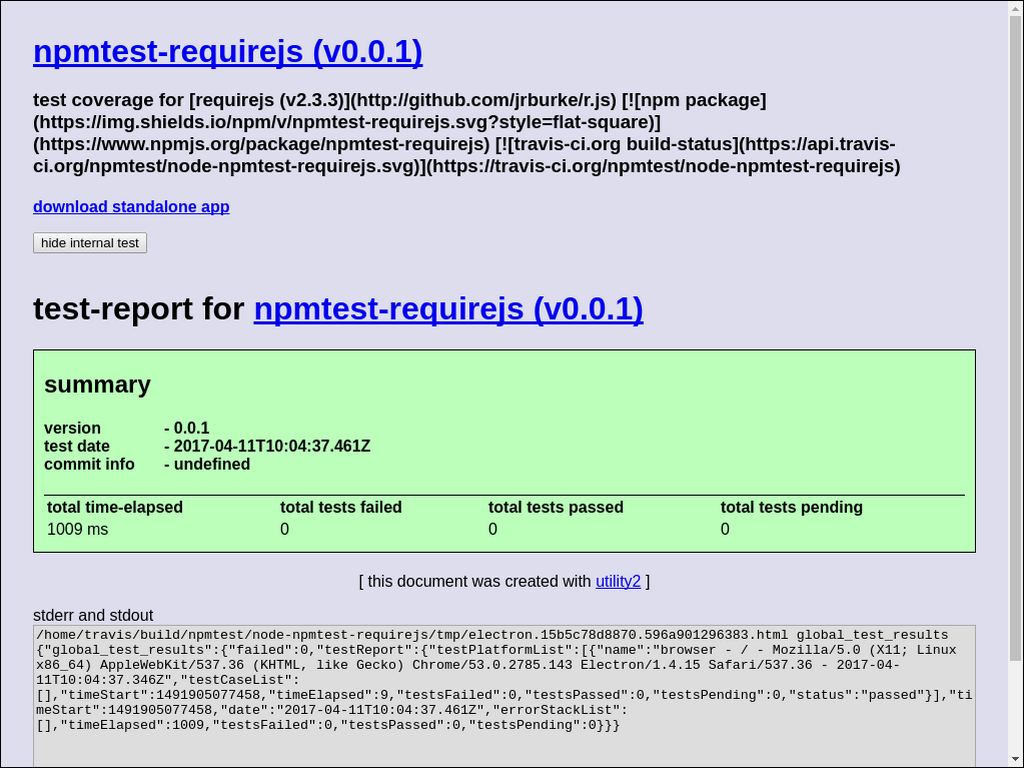 npmtest-requirejs (v0.0.1)
test coverage for [requirejs (v2.3.3)](http://github.com/jrburke/r.js) [![npm package]
(https://img.shields.io/npm/v/npmtest-requirejs.svg?style=flat-square)]
(https://www.npmjs.org/package/npmtest-requirejs) [![travis-ci.org build-status](https://api.travis-
ci.org/npmtest/node-npmtest-requirejs.svg)](https://travis-ci.org/npmtest/node-npmtest-requirejs)
download standalone app
hide internal test
test-report for npmtest-requirejs (v0.0.1)
summary
version - 0.0.1
test date - 2017-04-11T10:04:37.461Z
commit info - undefined
total time-elapsed total tests failed total tests passed total tests pending
1009 ms 0 0 0
[ this document was created with utility2 ]
stderr and stdout
/home/travis/build/npmtest/node-npmtest-requirejs/tmp/electron.15b5c78d8870.596a901296383.html global_test_results
{"global_test_results":{"failed":0,"testReport":{"testPlatformList":[{"name":"browser - / - Mozilla/5.0 (X11; Linux
x86_64) AppleWebKit/537.36 (KHTML, like Gecko) Chrome/53.0.2785.143 Electron/1.4.15 Safari/537.36 - 2017-04-
11T10:04:37.346Z","testCaseList":
[],"timeStart":1491905077458,"timeElapsed":9,"testsFailed":0,"testsPassed":0,"testsPending":0,"status":"passed"}],"ti
meStart":1491905077458,"date":"2017-04-11T10:04:37.461Z","errorStackList":
[],"timeElapsed":1009,"testsFailed":0,"testsPassed":0,"testsPending":0}}}